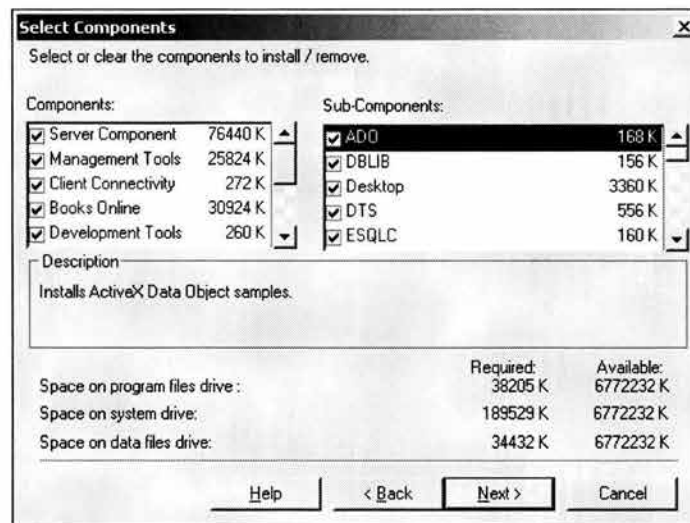 Select Components
Select or clear the components to install / remove.
Components:
Sub-Components:
Server Component 76440 K
Management Tools 25824 K
Client Connectivity 272 K
Books Online 30924 K
Development Tools 260 K
ADO 168 K
DBLIB 156 K
Desktop 3360 K
DTS 556 K
ESQLC 160 K
Description
Installs ActiveX Data Object samples.
Required: Available:
Space on program files drive : 38205 K 6772232 K
Space on system drive: 189529 K 6772232 K
Space on data files drive: 34432 K 6772232 K
Help < Back Next > Cancel